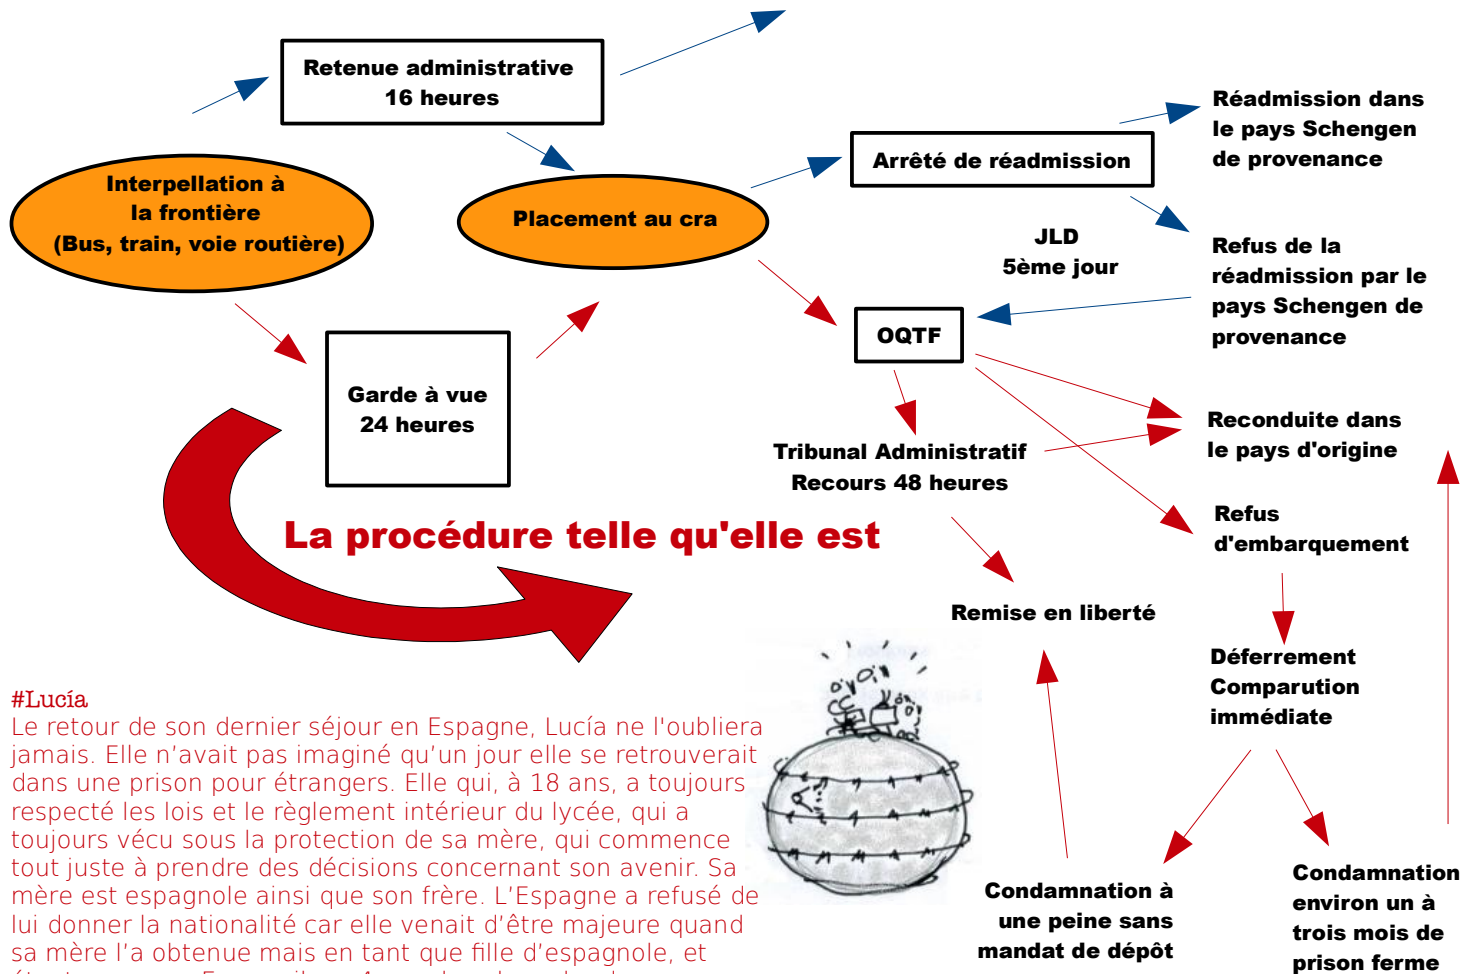 Retenue administrative
16 heures
Interpellation à
la frontière
(Bus, train, voie routière)
Placement au cra
Arrêté de réadmission
Réadmission dans
le pays Schengen
de provenance
JLD
5ème jour
Refus de la
réadmission par le
pays Schengen de
provenance
OQTF
Garde à vue
24 heures
Tribunal Administratif
Recours 48 heures
Reconduite dans
le pays d'origine
La procédure telle qu'elle est
Refus
d'embarquement
Remise en liberté
Déferrement
Comparution
immédiate
Condamnation à
une peine sans
mandat de dépôt
Condamnation
environ un à
trois mois de
prison ferme
#Lucía
Le retour de son dernier séjour en Espagne, Lucía ne l'oubliera
jamais. Elle n’avait pas imaginé qu’un jour elle se retrouverait
dans une prison pour étrangers. Elle qui, à 18 ans, a toujours
respecté les lois et le règlement intérieur du lycée, qui a
toujours vécu sous la protection de sa mère, qui commence
tout juste à prendre des décisions concernant son avenir. Sa
mère est espagnole ainsi que son frère. L’Espagne a refusé de
lui donner la nationalité car elle venait d’être majeure quand
sa mère l’a obtenue mais en tant que fille d’espagnole, et